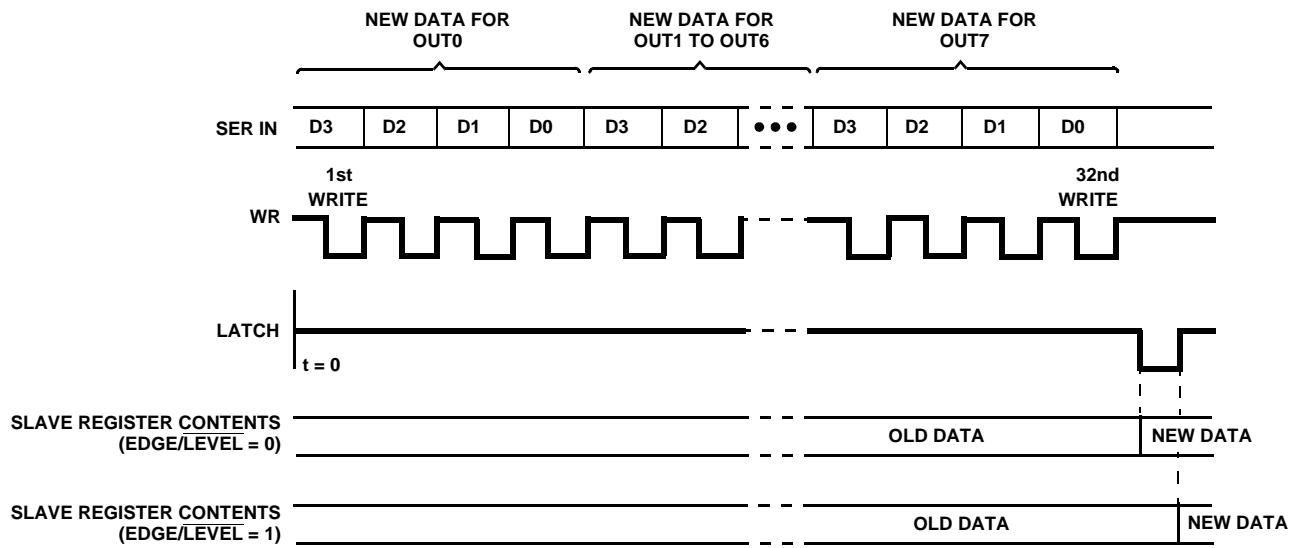 NEW DATA FOR
OUT0
NEW DATA FOR
OUT1 TO OUT6
NEW DATA FOR
OUT7
SER IN D3 D2 D1 D0 D3 D2 ●●● D3 D2 D1 D0
1st
WRITE
32nd
WRITE
WR
LATCH
t = 0
SLAVE REGISTER CONTENTS
(EDGE/LEVEL = 0)
OLD DATA NEW DATA
SLAVE REGISTER CONTENTS
(EDGE/LEVEL = 1)
OLD DATA NEW DATA